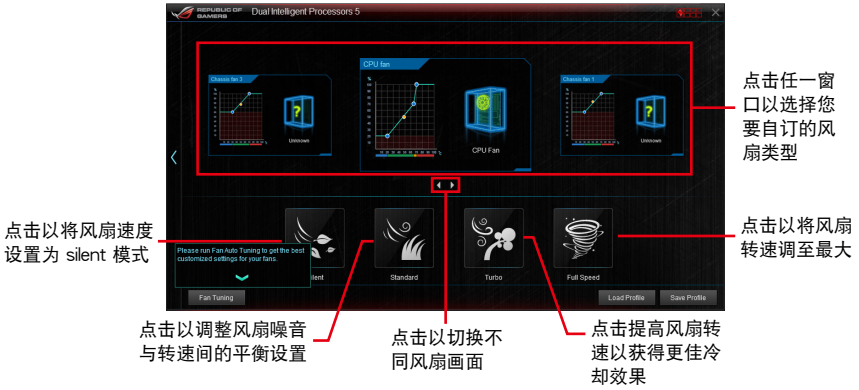 REPUBLIC OF
GAMERS
Dual Intelligent Processors 5
Chassis fan 3
Unknown
CPU fan
CPU Fan
Chassis fan 1
Unknown
点击任一窗
口以选择您
要自订的风
扇类型
点击以将风扇速度
设置为 silent 模式
Please run Fan Auto Tuning to get the best
customized settings for your fans.
Standard
Turbo
Full Speed
点击以将风扇
转速调至最大
Fan Tuning
Load Profile
Save Profile
点击以调整风扇噪音
与转速间的平衡设置
点击以切换不
同风扇画面
点击提高风扇转
速以获得更佳冷
却效果